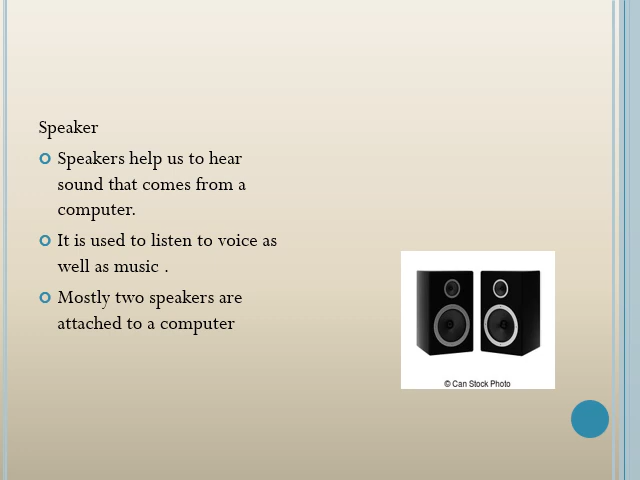 Speaker
Speakers help us to hear
sound that comes from a
computer.
It is used to listen to voice as
well as music .
Mostly two speakers are
attached to a computer
© Can Stock Photo